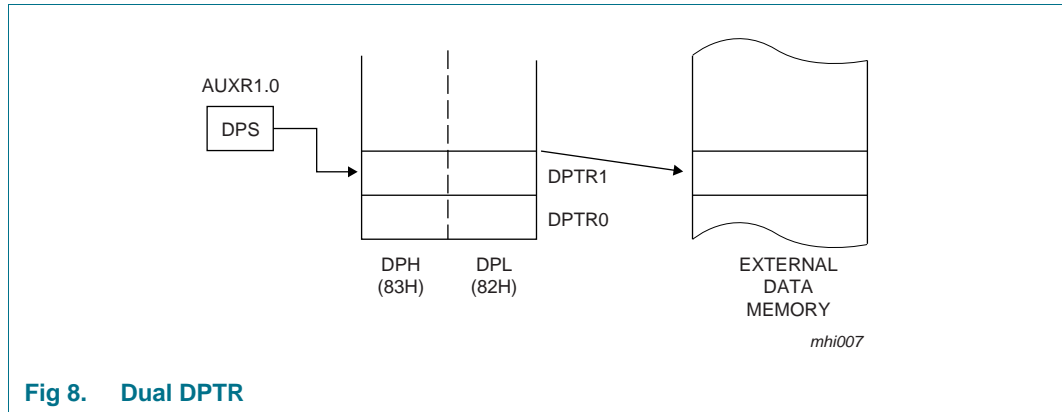 AUXR1.0
DPS
DPTR1
DPTR0
DPH
(83H)
DPL
(82H)
EXTERNAL
DATA
MEMORY
mhi007
Fig 8. Dual DPTR